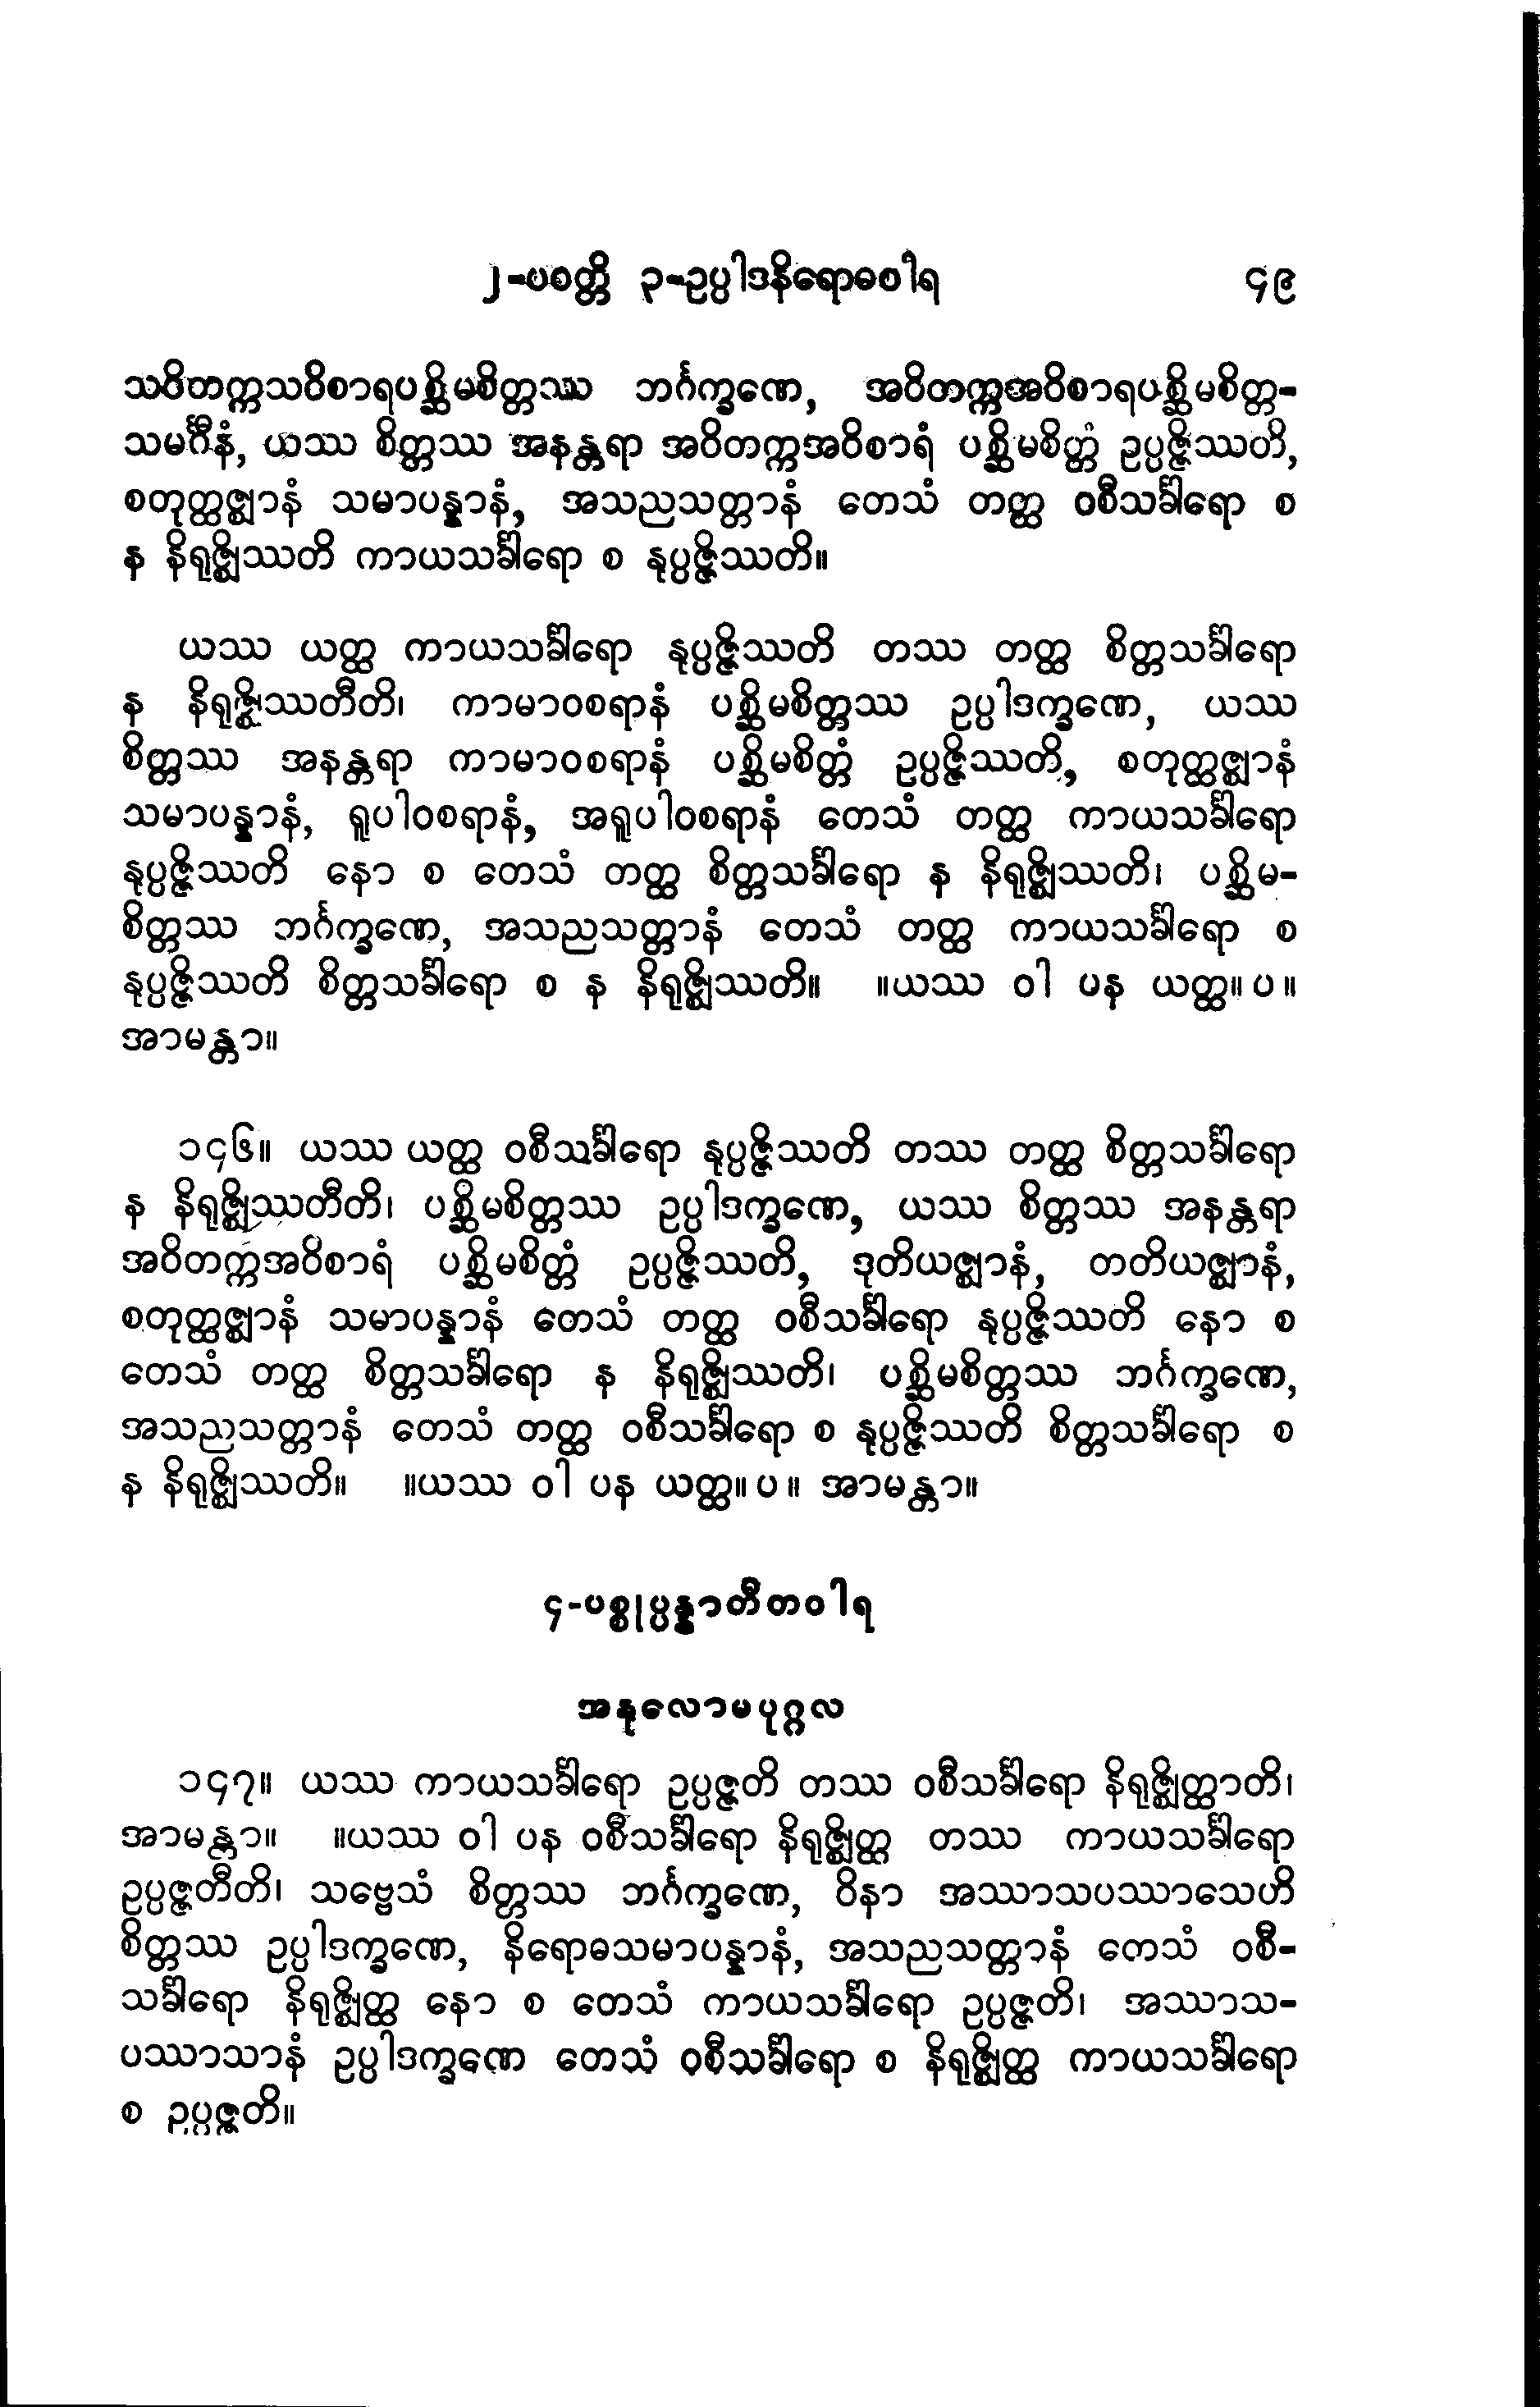 ၂-ပဝတ္တိ ၃-ဥပ္ပါဒနိရောဓဝါရ ၄၉
သဝိတက္ကသဝိစာရပစ္ဆိမစိတ္တဿ ဘင်္ဂက္ခဏေ, အဝိတက္ကအဝိစာရပစ္ဆိမစိတ္တ-
သမင်္ဂီနံ, ယဿ စိတ္တဿ အနန္တရာ အဝိတက္ကအဝိစာရံ ပစ္ဆိမစိတ္တံ ဥပ္ပဇ္ဇိဿတိ,
စတုတ္ထဇ္ဈာနံ သမာပန္နာနံ, အသညသတ္တာနံ တေသံ တတ္ထ ဝစီသင်္ခါရော စ
န နိရုဇ္ဈိဿတိ ကာယသင်္ခါရော စ နုပ္ပဇ္ဇိဿတိ။
ယဿ ယတ္ထ ကာယသင်္ခါရော နုပ္ပဇ္ဇိဿတိ တဿ တတ္ထ စိတ္တသင်္ခါရော
န နိရုဇ္ဈိဿတီတိ၊ ကာမာဝစရာနံ ပစ္ဆိမစိတ္တဿ ဥပ္ပါဒက္ခဏေ, ယဿ
စိတ္တဿ အနန္တရာ ကာမာဝစရာနံ ပစ္ဆိမစိတ္တံ ဥပ္ပဇ္ဇိဿတိ, စတုတ္ထဇ္ဈာနံ
သမာပန္နာနံ, ရူပါဝစရာနံ, အရူပါဝစရာနံ တေသံ တတ္ထ ကာယသင်္ခါရော
နုပ္ပဇ္ဇိဿတိ နော စ တေသံ တတ္ထ စိတ္တသင်္ခါရော န နိရုဇ္ဈိဿတိ၊ ပစ္ဆိမ-
စိတ္တဿ ဘင်္ဂက္ခဏေ, အသညသတ္တာနံ တေသံ တတ္ထ ကာယသင်္ခါရော စ
နုပ္ပဇ္ဇိဿတိ စိတ္တသင်္ခါရော စ န နိရုဇ္ဈိဿတိ။ ။ယဿ ဝါ ပန ယတ္ထ။ပ။
အာမန္တာ။
၁၄၆။ ယဿ ယတ္ထ ဝစီသင်္ခါရော နုပ္ပဇ္ဇိဿတိ တဿ တတ္ထ စိတ္တသင်္ခါရော
န နိရုဇ္ဈိဿတီတိ၊ ပစ္ဆိမစိတ္တဿ ဥပ္ပါဒက္ခဏေ, ယဿ စိတ္တဿ အနန္တရာ
အဝိတက္ကအဝိစာရံ ပစ္ဆိမစိတ္တံ ဥပ္ပဇ္ဇိဿတိ, ဒုတိယဇ္ဈာနံ, တတိယဇ္ဈာနံ,
စတုတ္ထဇ္ဈာနံ သမာပန္နာနံ တေသံ တတ္ထ ဝစီသင်္ခါရော နုပ္ပဇ္ဇိဿတိ နော စ
တေသံ တတ္ထ စိတ္တသင်္ခါရော န နိရုဇ္ဈိဿတိ၊ ပစ္ဆိမစိတ္တဿ ဘင်္ဂက္ခဏေ,
အသညသတ္တာနံ တေသံ တတ္ထ ဝစီသင်္ခါရော စ နုပ္ပဇ္ဇိဿတိ စိတ္တသင်္ခါရော စ
န နိရုဇ္ဈိဿတိ။ ။ယဿ ဝါ ပန ယတ္ထ။ပ။ အာမန္တာ။
၄-ပစ္စုပ္ပန္နာတီတဝါရ
အနုလောမပုဂ္ဂလ
၁၄၇။ ယဿ ကာယသင်္ခါရော ဥပ္ပဇ္ဇတိ တဿ ဝစီသင်္ခါရော နိရုဇ္ဈိတ္ထာတိ၊
အာမန္တာ။ ။ယဿ ဝါ ပန ဝစီသင်္ခါရော နိရုဇ္ဈိတ္ထ တဿ ကာယသင်္ခါရော
ဥပ္ပဇ္ဇတီတိ၊ သဗ္ဗေသံ စိတ္တဿ ဘင်္ဂက္ခဏေ, ဝိနာ အဿာသပဿာသေဟိ
စိတ္တဿ ဥပ္ပါဒက္ခဏေ, နိရောဓသမာပန္နာနံ, အသညသတ္တာနံ တေသံ ဝစီ-
သင်္ခါရော နိရုဇ္ဈိတ္ထ နော စ တေသံ ကာယသင်္ခါရော ဥပ္ပဇ္ဇတိ၊ အဿာသ-
ပဿာသာနံ ဥပ္ပါဒက္ခဏေ တေသံ ဝစီသင်္ခါရော စ နိရုဇ္ဈိတ္ထ ကာယသင်္ခါရော
စ ဥပ္ပဇ္ဇတိ။